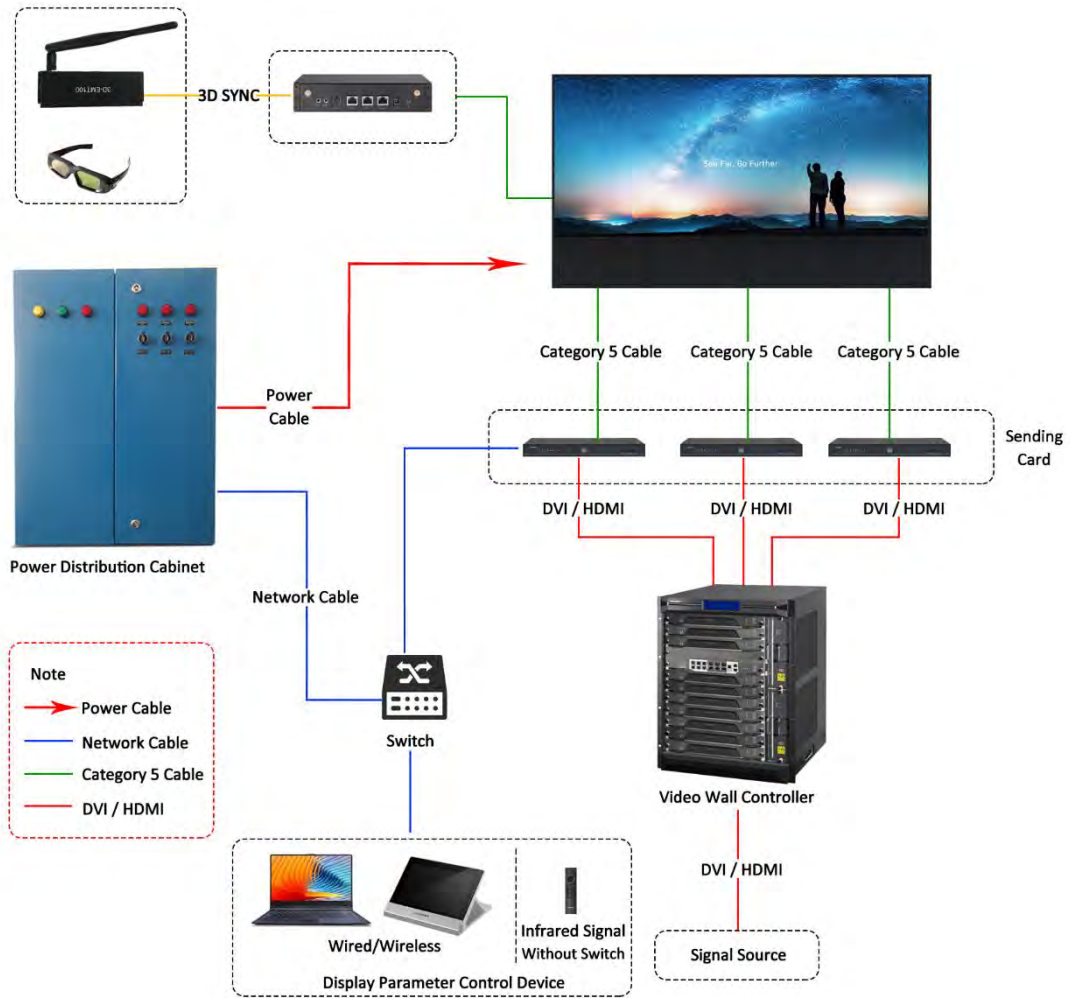 3D-EMT100
3D SYNC
See Far, Go Further
Category 5 Cable
Category 5 Cable
Category 5 Cable
Power
Cable
Sending
Card
DVI / HDMI
DVI / HDMI
DVI / HDMI
Power Distribution Cabinet
Network Cable
Note
Power Cable
Network Cable
Category 5 Cable
DVI / HDMI
Switch
Video Wall Controller
DVI / HDMI
Wired/Wireless
Infrared Signal
Without Switch
Display Parameter Control Device
Signal Source